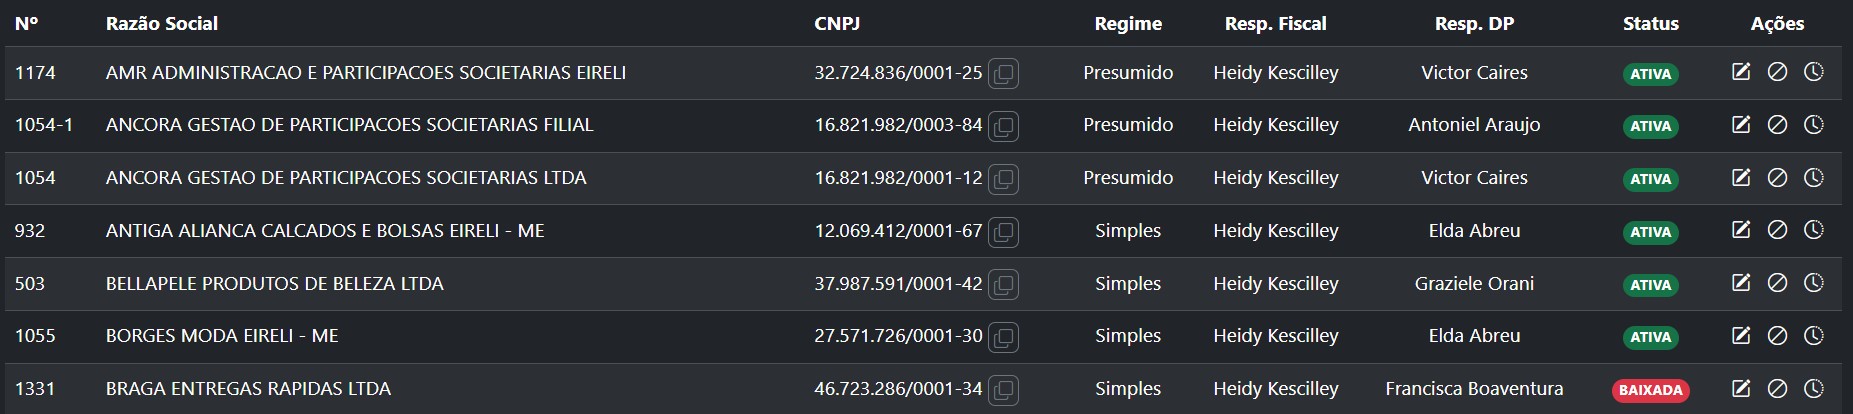 Nº Razão Social CNPJ Regime Resp. Fiscal Resp. DP Status Ações
1174 AMR ADMINISTRACAO E PARTICIPACOES SOCIETARIAS EIRELI 32.724.836/0001-25 Presumido Heidy Kescilley Victor Caires ATIVA
1054-1 ANCORA GESTAO DE PARTICIPACOES SOCIETARIAS FILIAL 16.821.982/0003-84 Presumido Heidy Kescilley Antoniel Araujo ATIVA
1054 ANCORA GESTAO DE PARTICIPACOES SOCIETARIAS LTDA 16.821.982/0001-12 Presumido Heidy Kescilley Victor Caires ATIVA
932 ANTIGA ALIANCA CALCADOS E BOLSAS EIRELI - ME 12.069.412/0001-67 Simples Heidy Kescilley Elda Abreu ATIVA
503 BELLAPELE PRODUTOS DE BELEZA LTDA 37.987.591/0001-42 Simples Heidy Kescilley Graziele Orani ATIVA
1055 BORGES MODA EIRELI - ME 27.571.726/0001-30 Simples Heidy Kescilley Elda Abreu ATIVA
1331 BRAGA ENTREGAS RAPIDAS LTDA 46.723.286/0001-34 Simples Heidy Kescilley Francisca Boaventura BAIXADA